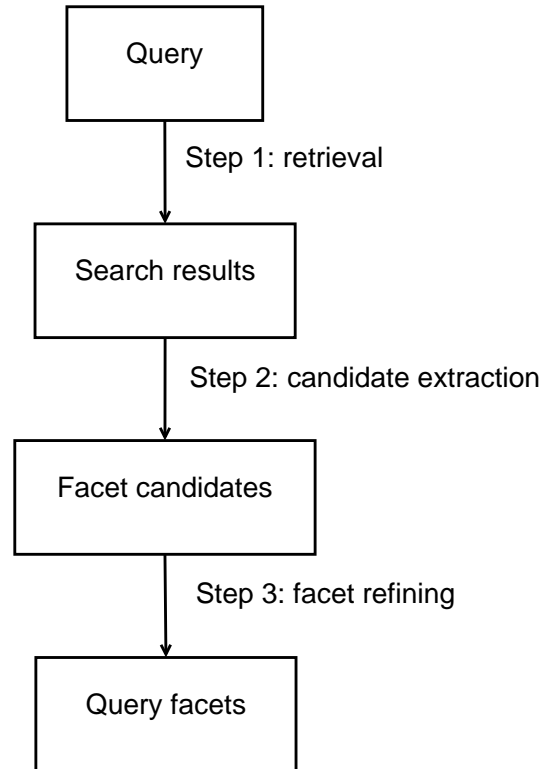 Query
Step 1: retrieval
Search results
Step 2: candidate extraction
Facet candidates
Step 3: facet refining
Query facets